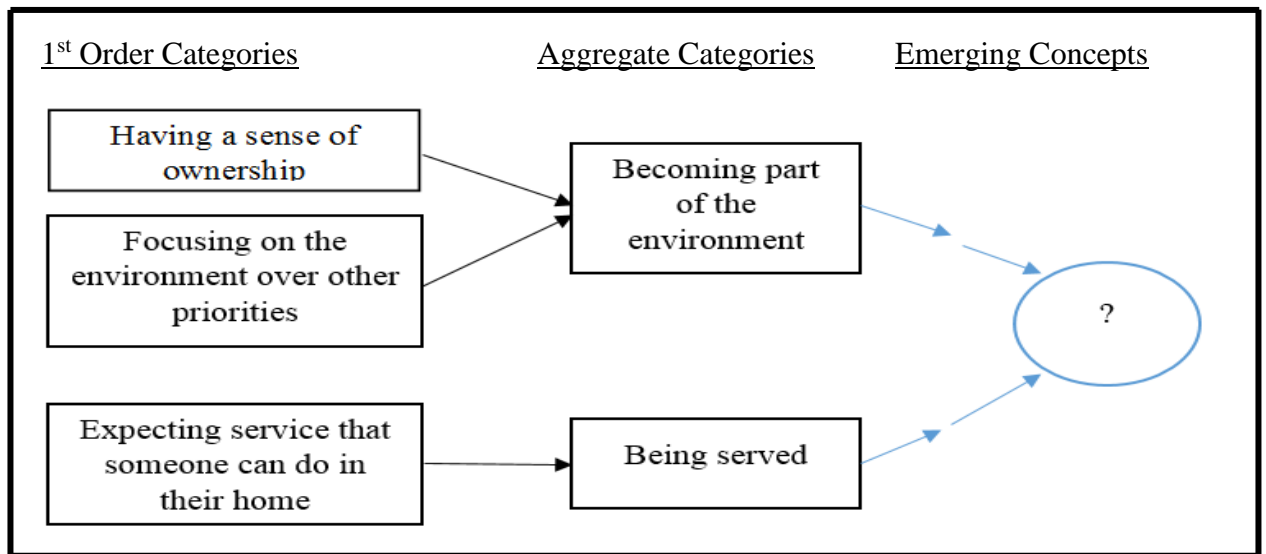 1st Order Categories
Aggregate Categories
Emerging Concepts
Having a sense of
ownership
Focusing on the
environment over other
priorities
Expecting service that
someone can do in
their home
Becoming part
of the
environment
Being served
?